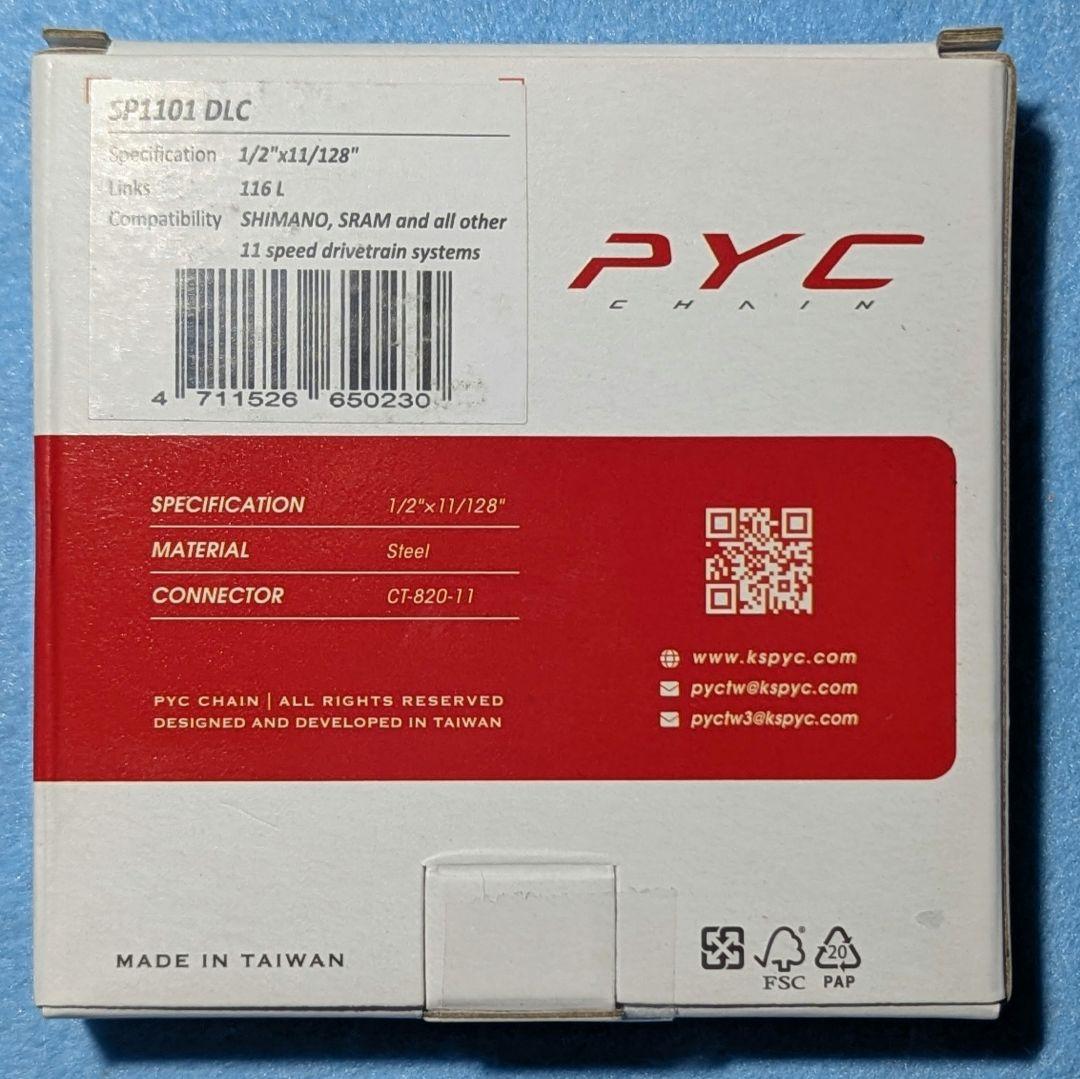 SP1101 DLC
Specification 1/2"x11/128"
Links 116 L
Compatibility SHIMANO, SRAM and all other
11 speed drivetrain systems
4 711526 650230
PYC
CHAIN
SPECIFICATION 1/2"×11/128"
MATERIAL Steel
CONNECTOR CT-820-11
www.kspyc.com
pyctw@kspyc.com
pyctw3@kspyc.com
PYC CHAIN | ALL RIGHTS RESERVED
DESIGNED AND DEVELOPED IN TAIWAN
MADE IN TAIWAN
FSC
®
20
PAP